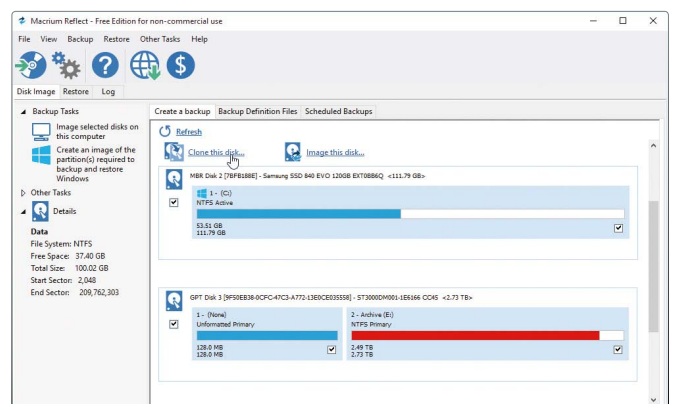 Macrium Reflect - Free Edition for non-commercial use
File View Backup Restore Other Tasks Help
Disk Image Restore Log
Backup Tasks
Image selected disks on
this computer
Create an image of the
partition(s) required to
backup and restore
Windows
Other Tasks
Details
Data
File System: NTFS
Free Space: 37.40 GB
Total Size: 100.02 GB
Start Sector: 2,048
End Sector: 209,762,303
Create a backup Backup Definition Files Scheduled Backups
Refresh
Clone this disk... Image this disk...
MBR Disk 2 [7BFB188E] - Samsung SSD 840 EVO 120GB EXT0BB6Q <111.79 GB>
1 - (C:)
NTFS Active
53.51 GB
111.79 GB
GPT Disk 3 [9F50EB38-0CFC-47C3-A772-13E0CE035558] - ST3000DM001-1E6166 CC45 <2.73 TB>
1 - (None) 2 - Archive (E:)
Unformatted Primary NTFS Primary
128.0 MB 2.49 TB
128.0 MB 2.73 TB